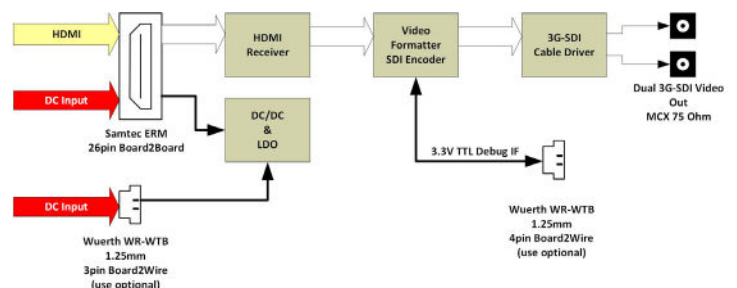 HDMI
HDMI
Receiver
Video
Formatter
SDI Encoder
3G-SDI
Cable Driver
Dual 3G-SDI Video
Out
MCX 75 Ohm
DC Input
Samtec ERM
26pin Board2Board
DC/DC
&
LDO
3.3V TTL Debug IF
DC Input
Wuerth WR-WTB
1.25mm
3pin Board2Wire
(use optional)
Wuerth WR-WTB
1.25mm
4pin Board2Wire
(use optional)